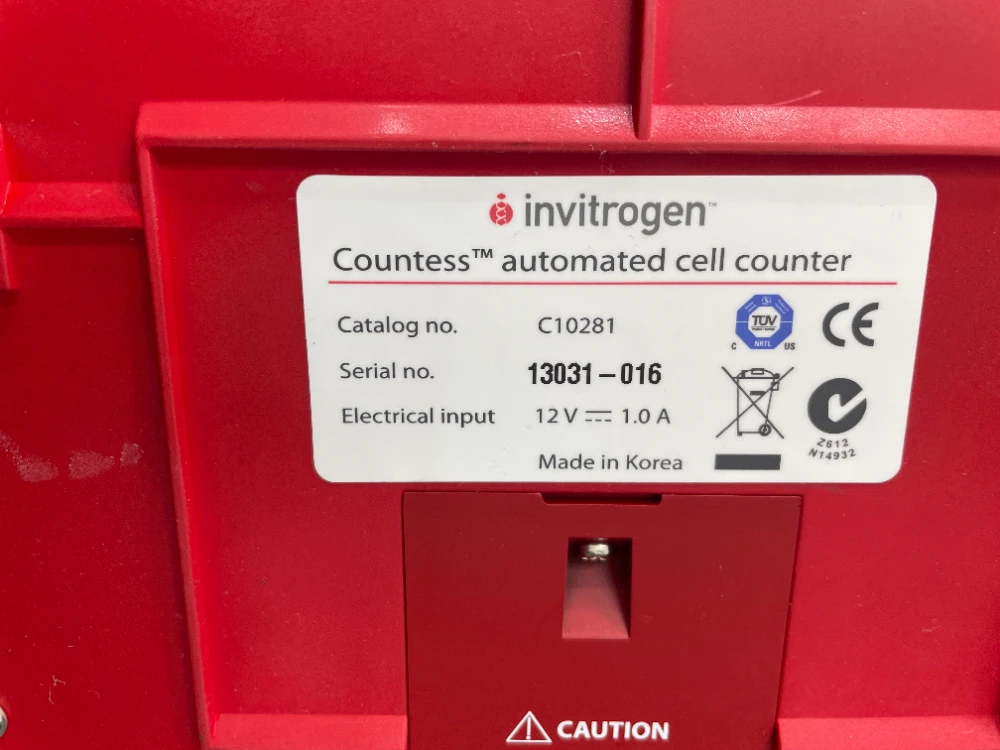 invitrogen™
Countess™ automated cell counter
Catalog no. C10281
TÜV
C NRTL US
CE
Serial no. 13031-016
Electrical input 12 V ⎓ 1.0 A
Z612
N14932
Made in Korea
CAUTION